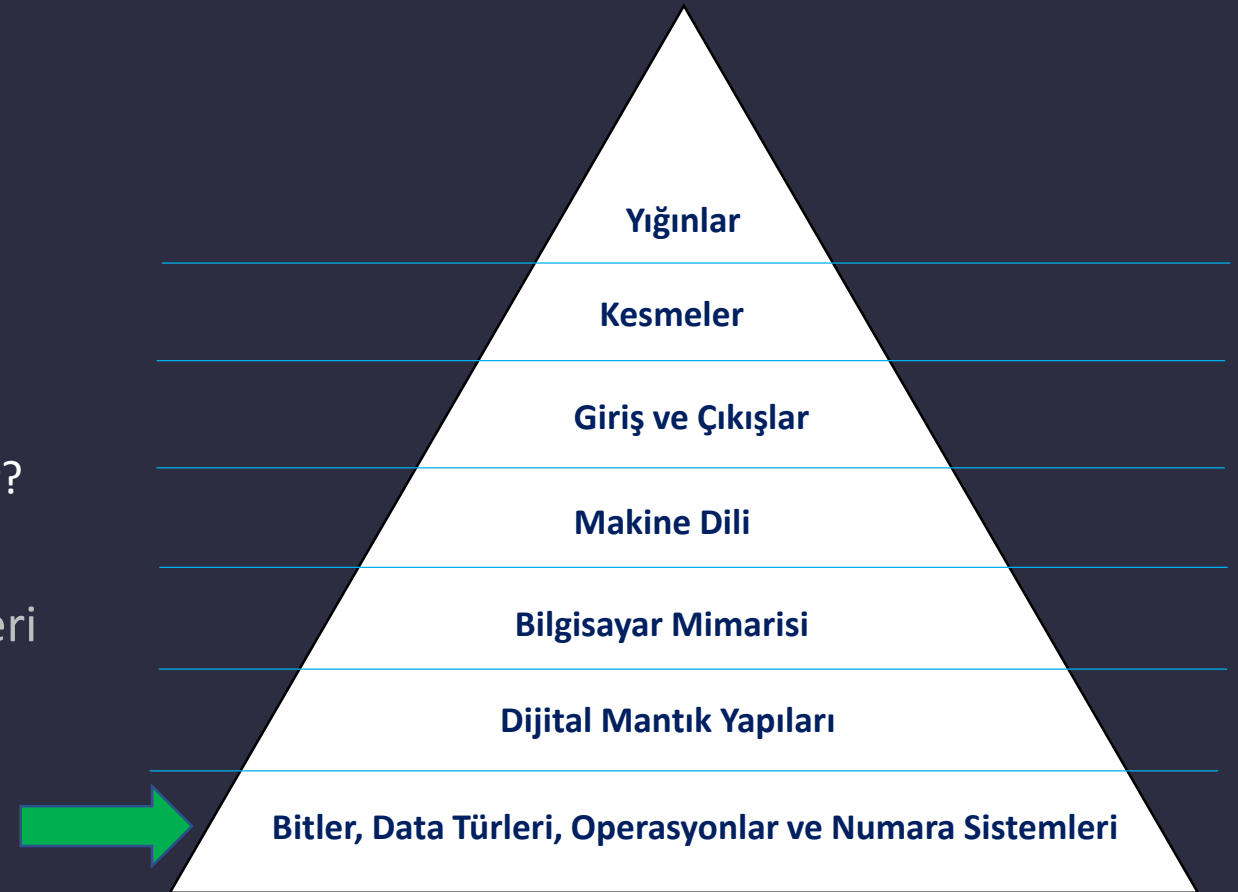 Yığınlar
Kesmeler
Giriş ve Çıkışlar
?
Makine Dili
eri
Bilgisayar Mimarisi
Dijital Mantık Yapıları
Bitler, Data Türleri, Operasyonlar ve Numara Sistemleri